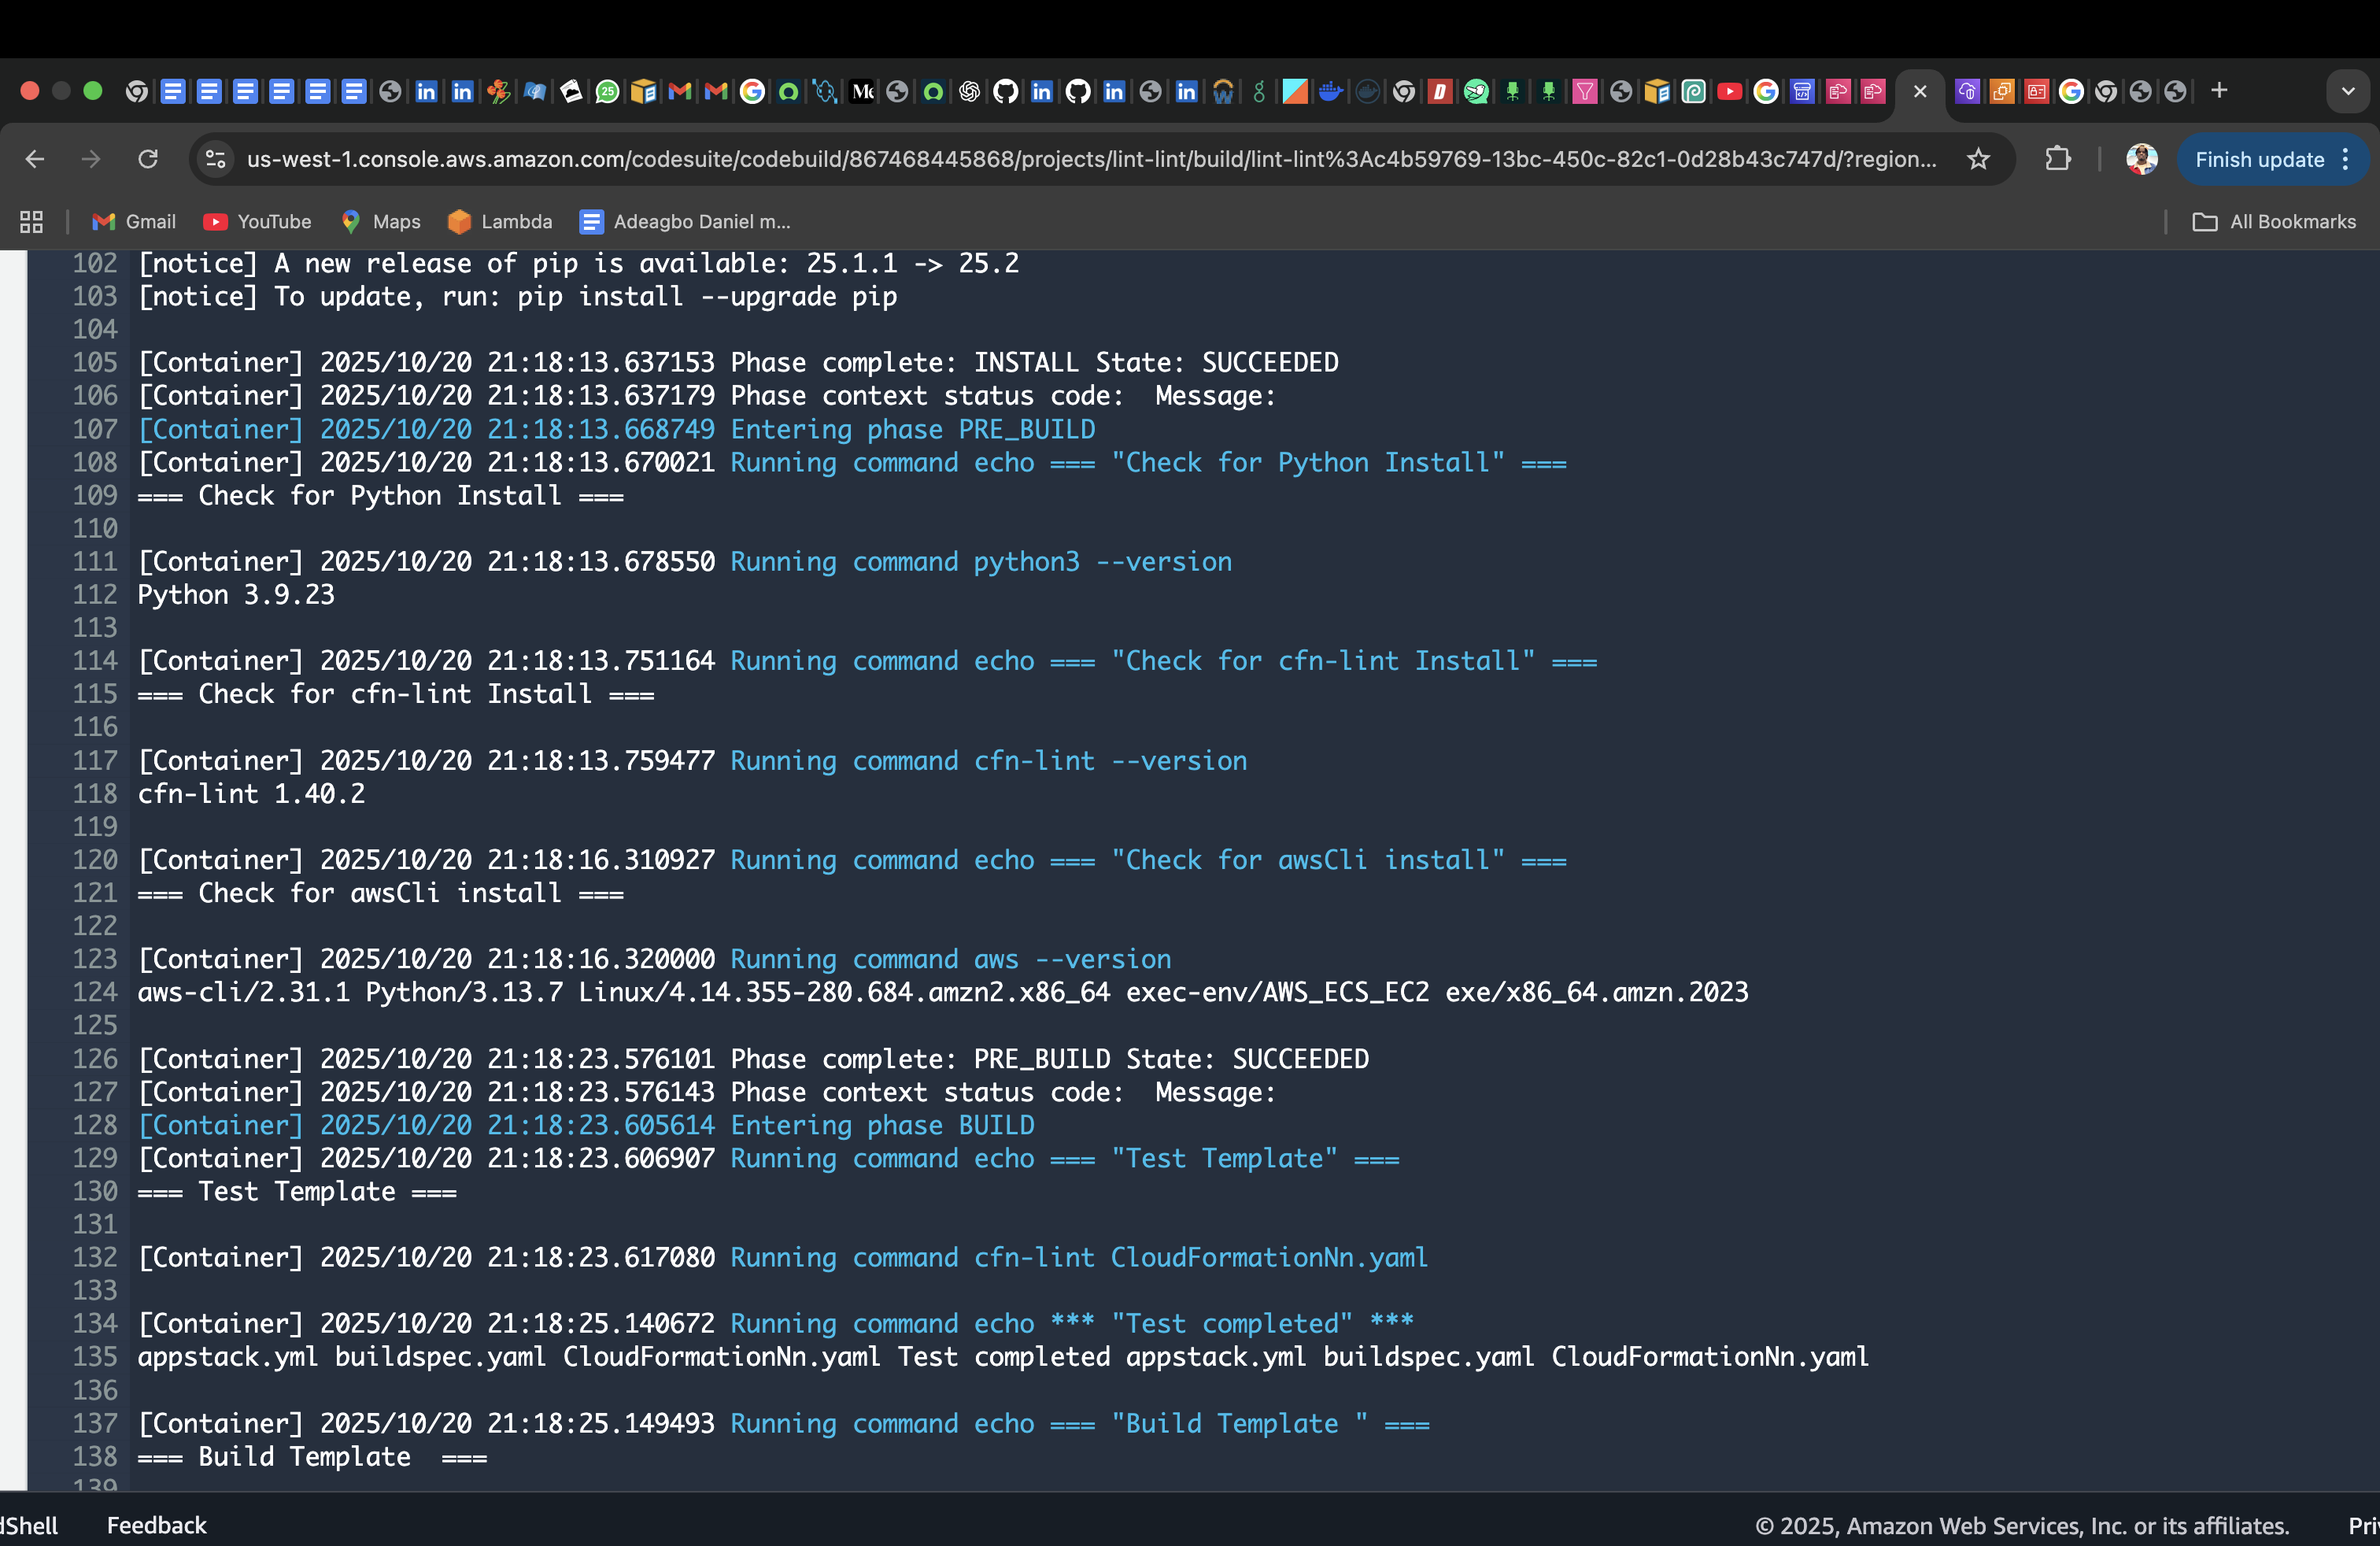 us-west-1.console.aws.amazon.com/codesuite/codebuild/867468445868/projects/lint-lint/build/lint-lint%3Ac4b59769-13bc-450c-82c1-0d28b43c747d/?region...
Finish update
Gmail
YouTube
Maps
Lambda
Adeagbo Daniel m...
All Bookmarks
102 [notice] A new release of pip is available: 25.1.1 -> 25.2
103 [notice] To update, run: pip install --upgrade pip
104
105 [Container] 2025/10/20 21:18:13.637153 Phase complete: INSTALL State: SUCCEEDED
106 [Container] 2025/10/20 21:18:13.637179 Phase context status code:  Message:
107 [Container] 2025/10/20 21:18:13.668749 Entering phase PRE_BUILD
108 [Container] 2025/10/20 21:18:13.670021 Running command echo === "Check for Python Install" ===
109 === Check for Python Install ===
110
111 [Container] 2025/10/20 21:18:13.678550 Running command python3 --version
112 Python 3.9.23
113
114 [Container] 2025/10/20 21:18:13.751164 Running command echo === "Check for cfn-lint Install" ===
115 === Check for cfn-lint Install ===
116
117 [Container] 2025/10/20 21:18:13.759477 Running command cfn-lint --version
118 cfn-lint 1.40.2
119
120 [Container] 2025/10/20 21:18:16.310927 Running command echo === "Check for awsCli install" ===
121 === Check for awsCli install ===
122
123 [Container] 2025/10/20 21:18:16.320000 Running command aws --version
124 aws-cli/2.31.1 Python/3.13.7 Linux/4.14.355-280.684.amzn2.x86_64 exec-env/AWS_ECS_EC2 exe/x86_64.amzn.2023
125
126 [Container] 2025/10/20 21:18:23.576101 Phase complete: PRE_BUILD State: SUCCEEDED
127 [Container] 2025/10/20 21:18:23.576143 Phase context status code:  Message:
128 [Container] 2025/10/20 21:18:23.605614 Entering phase BUILD
129 [Container] 2025/10/20 21:18:23.606907 Running command echo === "Test Template" ===
130 === Test Template ===
131
132 [Container] 2025/10/20 21:18:23.617080 Running command cfn-lint CloudFormationNn.yaml
133
134 [Container] 2025/10/20 21:18:25.140672 Running command echo *** "Test completed" ***
135 appstack.yml buildspec.yaml CloudFormationNn.yaml Test completed appstack.yml buildspec.yaml CloudFormationNn.yaml
136
137 [Container] 2025/10/20 21:18:25.149493 Running command echo === "Build Template " ===
138 === Build Template  ===
139
dShell
Feedback
© 2025, Amazon Web Services, Inc. or its affiliates.
Pri